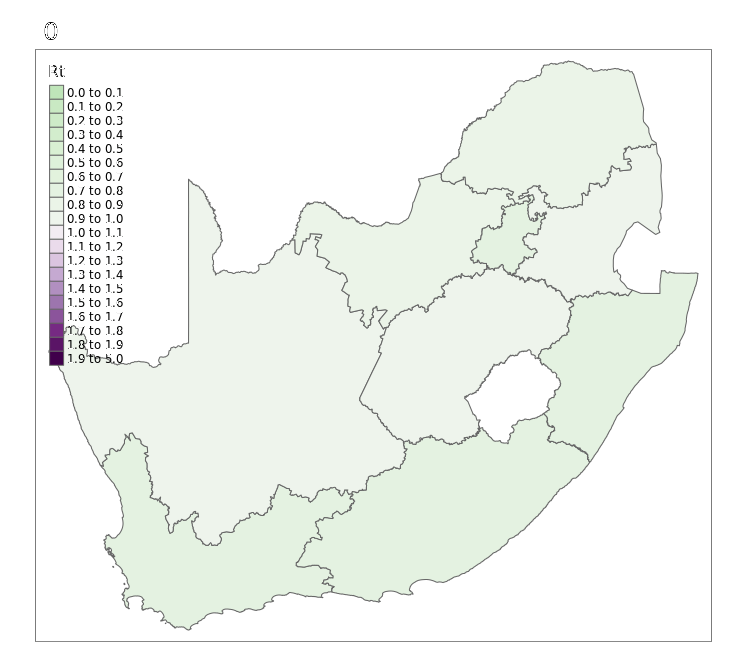 0
Rt
0.0 to 0.1
0.1 to 0.2
0.2 to 0.3
0.3 to 0.4
0.4 to 0.5
0.5 to 0.6
0.6 to 0.7
0.7 to 0.8
0.8 to 0.9
0.9 to 1.0
1.0 to 1.1
1.1 to 1.2
1.2 to 1.3
1.3 to 1.4
1.4 to 1.5
1.5 to 1.6
1.6 to 1.7
1.7 to 1.8
1.8 to 1.9
1.9 to 5.0